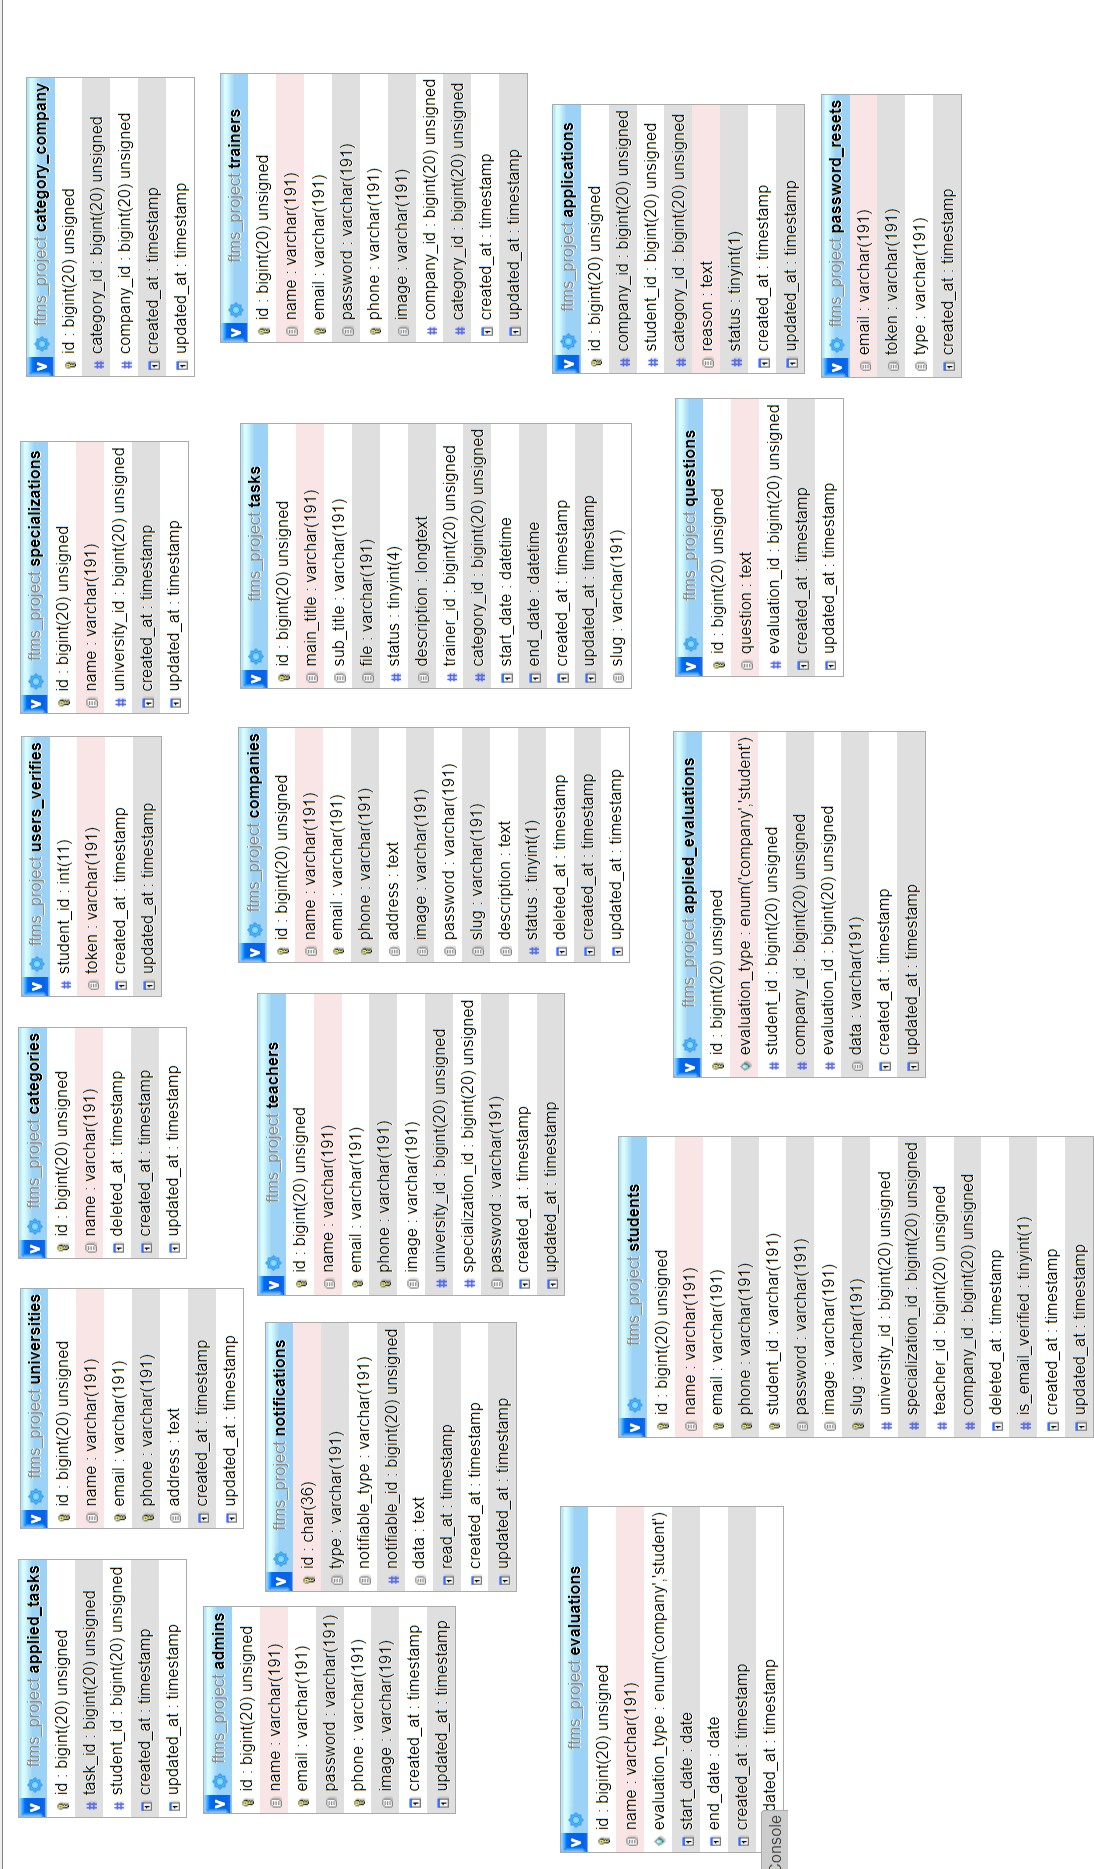 ftms_project applied_tasks
id : bigint(20) unsigned
task_id : bigint(20) unsigned
student_id : bigint(20) unsigned
created_at : timestamp
updated_at : timestamp
ftms_project universities
id : bigint(20) unsigned
name : varchar(191)
email : varchar(191)
phone : varchar(191)
address : text
created_at : timestamp
updated_at : timestamp
ftms_project categories
id : bigint(20) unsigned
name : varchar(191)
deleted_at : timestamp
created_at : timestamp
updated_at : timestamp
ftms_project users_verifies
student_id : int(11)
token : varchar(191)
created_at : timestamp
updated_at : timestamp
ftms_project specializations
id : bigint(20) unsigned
name : varchar(191)
university_id : bigint(20) unsigned
created_at : timestamp
updated_at : timestamp
ftms_project category_company
id : bigint(20) unsigned
category_id : bigint(20) unsigned
company_id : bigint(20) unsigned
created_at : timestamp
updated_at : timestamp
ftms_project admins
id : bigint(20) unsigned
name : varchar(191)
email : varchar(191)
password : varchar(191)
phone : varchar(191)
image : varchar(191)
created_at : timestamp
updated_at : timestamp
ftms_project notifications
id : char(36)
type : varchar(191)
notifiable_type : varchar(191)
notifiable_id : bigint(20) unsigned
data : text
read_at : timestamp
created_at : timestamp
updated_at : timestamp
ftms_project teachers
id : bigint(20) unsigned
name : varchar(191)
email : varchar(191)
phone : varchar(191)
image : varchar(191)
university_id : bigint(20) unsigned
specialization_id : bigint(20) unsigned
password : varchar(191)
created_at : timestamp
updated_at : timestamp
ftms_project companies
id : bigint(20) unsigned
name : varchar(191)
email : varchar(191)
phone : varchar(191)
address : text
image : varchar(191)
password : varchar(191)
slug : varchar(191)
description : text
status : tinyint(1)
deleted_at : timestamp
created_at : timestamp
updated_at : timestamp
ftms_project tasks
id : bigint(20) unsigned
main_title : varchar(191)
sub_title : varchar(191)
file : varchar(191)
status : tinyint(4)
description : longtext
trainer_id : bigint(20) unsigned
category_id : bigint(20) unsigned
start_date : datetime
end_date : datetime
created_at : timestamp
updated_at : timestamp
slug : varchar(191)
ftms_project trainers
id : bigint(20) unsigned
name : varchar(191)
email : varchar(191)
password : varchar(191)
phone : varchar(191)
image : varchar(191)
company_id : bigint(20) unsigned
category_id : bigint(20) unsigned
created_at : timestamp
updated_at : timestamp
ftms_project evaluations
id : bigint(20) unsigned
name : varchar(191)
evaluation_type : enum('company','student')
start_date : date
end_date : date
created_at : timestamp
dated_at : timestamp
Console
ftms_project students
id : bigint(20) unsigned
name : varchar(191)
email : varchar(191)
phone : varchar(191)
student_id : varchar(191)
password : varchar(191)
image : varchar(191)
slug : varchar(191)
university_id : bigint(20) unsigned
specialization_id : bigint(20) unsigned
teacher_id : bigint(20) unsigned
company_id : bigint(20) unsigned
deleted_at : timestamp
is_email_verified : tinyint(1)
created_at : timestamp
updated_at : timestamp
ftms_project applied_evaluations
id : bigint(20) unsigned
evaluation_type : enum('company','student')
student_id : bigint(20) unsigned
company_id : bigint(20) unsigned
evaluation_id : bigint(20) unsigned
data : varchar(191)
created_at : timestamp
updated_at : timestamp
ftms_project questions
id : bigint(20) unsigned
question : text
evaluation_id : bigint(20) unsigned
created_at : timestamp
updated_at : timestamp
ftms_project applications
id : bigint(20) unsigned
company_id : bigint(20) unsigned
student_id : bigint(20) unsigned
category_id : bigint(20) unsigned
reason : text
status : tinyint(1)
created_at : timestamp
updated_at : timestamp
ftms_project password_resets
email : varchar(191)
token : varchar(191)
type : varchar(191)
created_at : timestamp